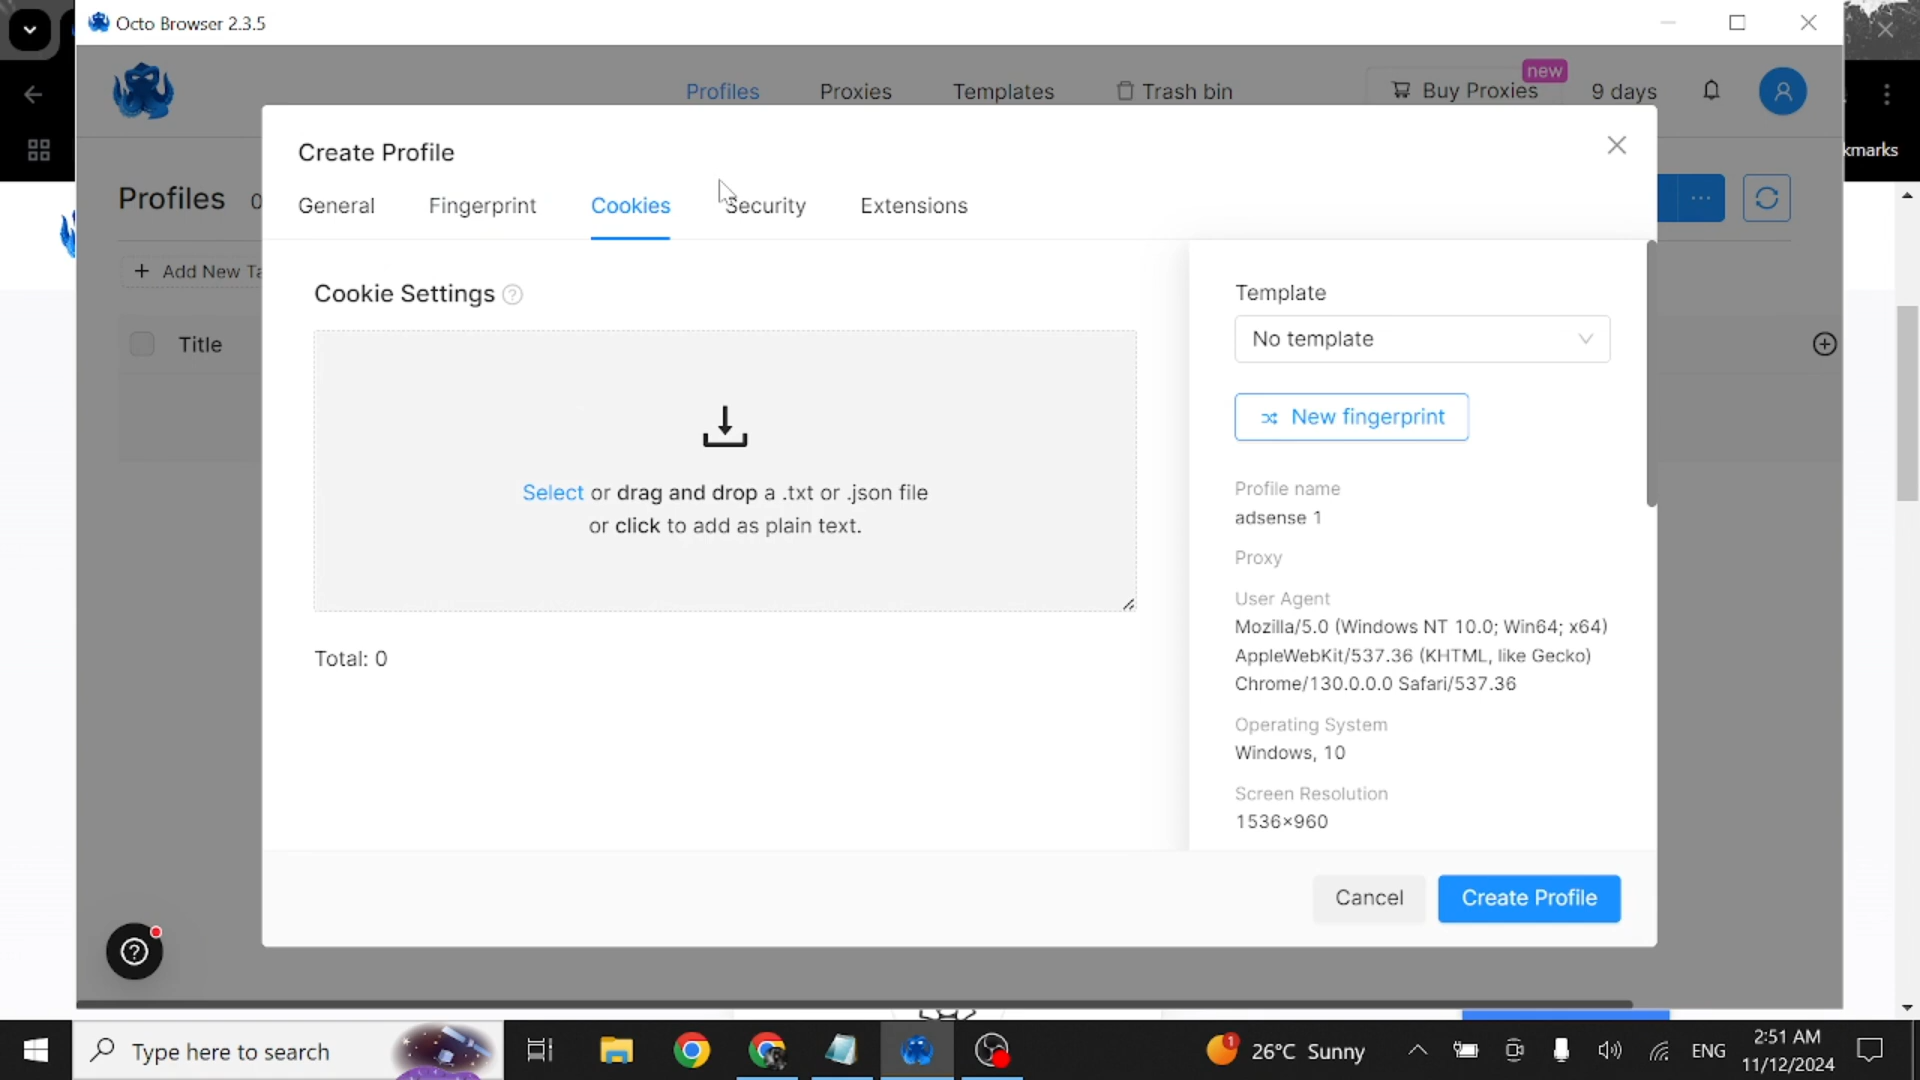 Octo Browser 2.3.5
Profiles
Proxies
Templates
Trash bin
Buy Proxies
new
9 days
kmarks
Create Profile
General
Fingerprint
Cookies
Security
Extensions
Profiles
0
...
+ Add New Ta
Title
Cookie Settings
Select or drag and drop a .txt or .json file
or click to add as plain text.
Total: 0
Template
No template
New fingerprint
Profile name
adsense 1
Proxy
User Agent
Mozilla/5.0 (Windows NT 10.0; Win64; x64)
AppleWebKit/537.36 (KHTML, like Gecko)
Chrome/130.0.0.0 Safari/537.36
Operating System
Windows, 10
Screen Resolution
1536×960
Cancel
Create Profile
Type here to search
1
26°C Sunny
ENG
2:51 AM
11/12/2024